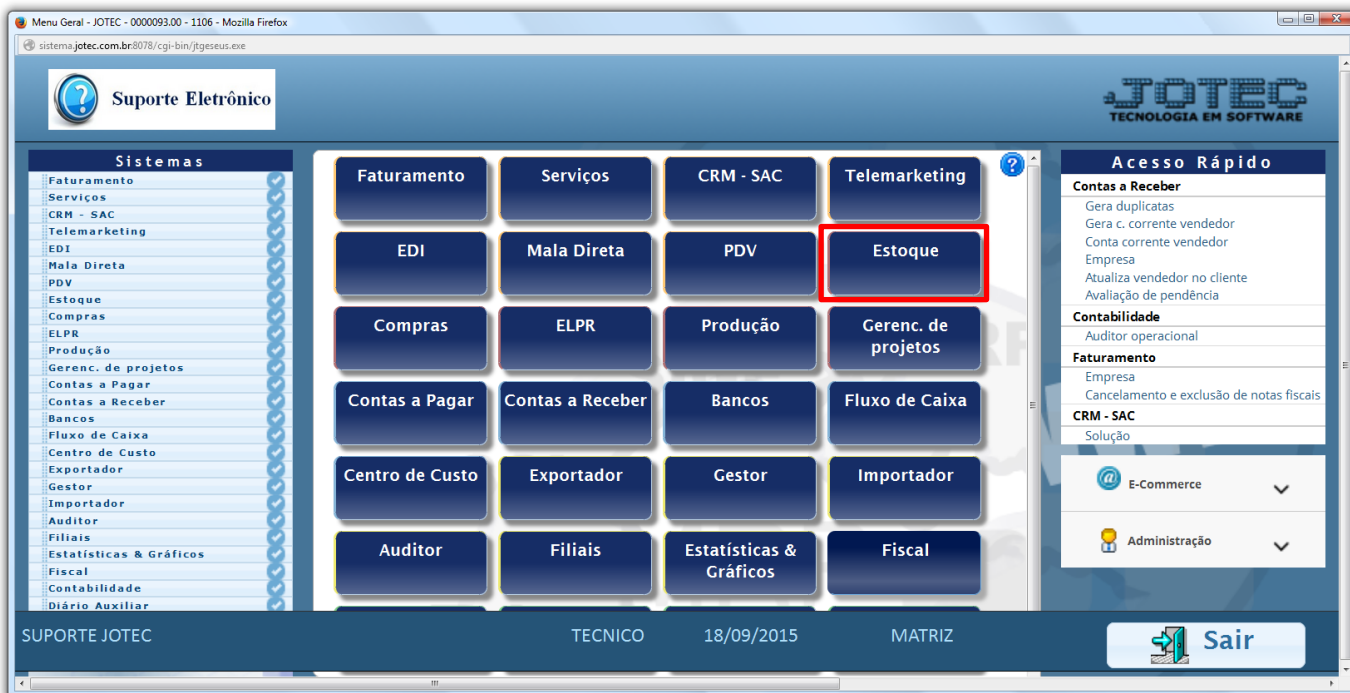 Menu Geral - JOTEC - 0000093.00 - 1106 - Mozilla Firefox
sistema.jotec.com.br:8078/cgi-bin/jtgeseus.exe
Suporte Eletrônico
JOTEC
TECNOLOGIA EM SOFTWARE
Sistemas
Faturamento
Serviços
CRM - SAC
Telemarketing
EDI
Mala Direta
PDV
Estoque
Compras
ELPR
Produção
Gerenc. de projetos
Contas a Pagar
Contas a Receber
Bancos
Fluxo de Caixa
Centro de Custo
Exportador
Gestor
Importador
Auditor
Filiais
Estatísticas & Gráficos
Fiscal
Contabilidade
Diário Auxiliar
Faturamento
Serviços
CRM - SAC
Telemarketing
EDI
Mala Direta
PDV
Estoque
Compras
ELPR
Produção
Gerenc. de
projetos
Contas a Pagar
Contas a Receber
Bancos
Fluxo de Caixa
Centro de Custo
Exportador
Gestor
Importador
Auditor
Filiais
Estatísticas &
Gráficos
Fiscal
Acesso Rápido
Contas a Receber
Gera duplicatas
Gera c. corrente vendedor
Conta corrente vendedor
Empresa
Atualiza vendedor no cliente
Avaliação de pendência
Contabilidade
Auditor operacional
Faturamento
Empresa
Cancelamento e exclusão de notas fiscais
CRM - SAC
Solução
E-Commerce
Administração
SUPORTE JOTEC
TECNICO
18/09/2015
MATRIZ
Sair